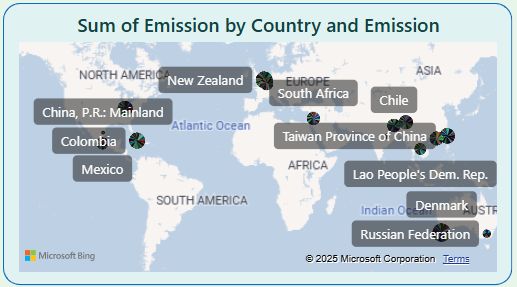 Sum of Emission by Country and Emission
NORTH AMERICA
New Zealand
EUROPE
ASIA
South Africa
Chile
China, P.R.: Mainland
Atlantic Ocean
Colombia
Taiwan Province of China
Mexico
AFRICA
Lao People's Dem. Rep.
SOUTH AMERICA
Denmark
Indian Ocean
AUSTR
Russian Federation
Microsoft Bing
© 2025 Microsoft Corporation Terms